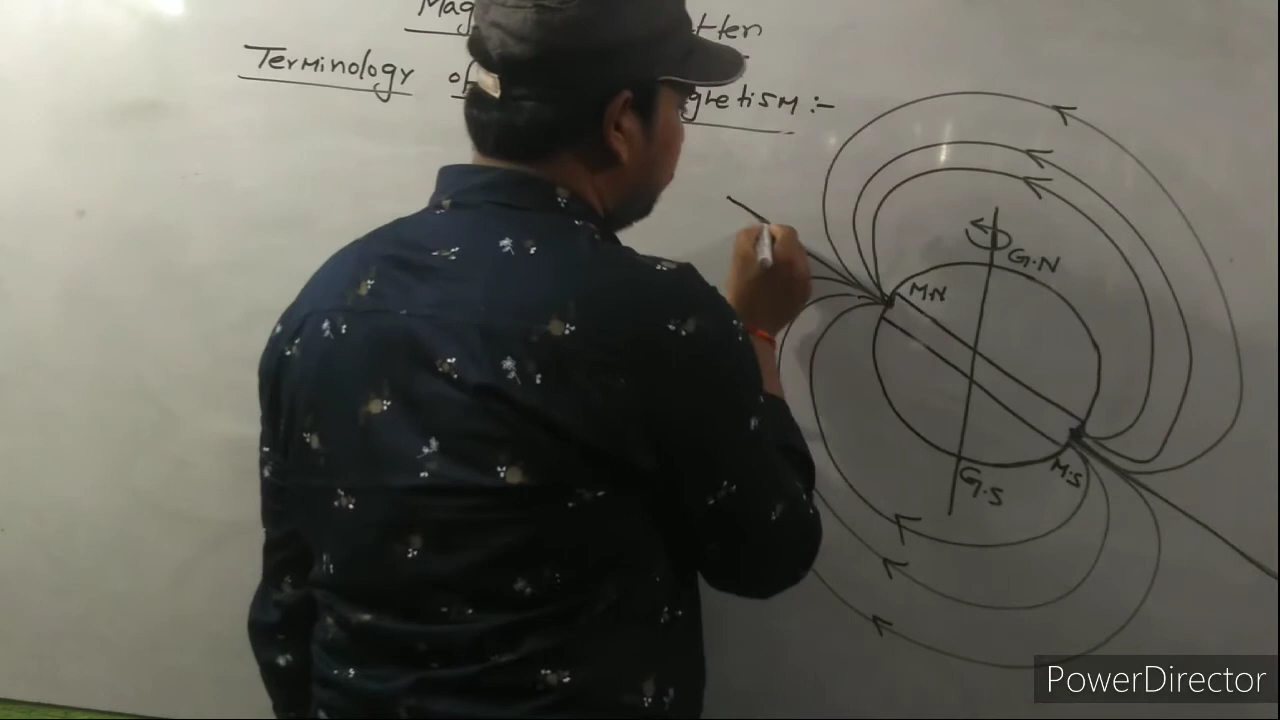 Mag tter
Terminology of gnetism :-
G.N
M.N
M.S
G.S
PowerDirector